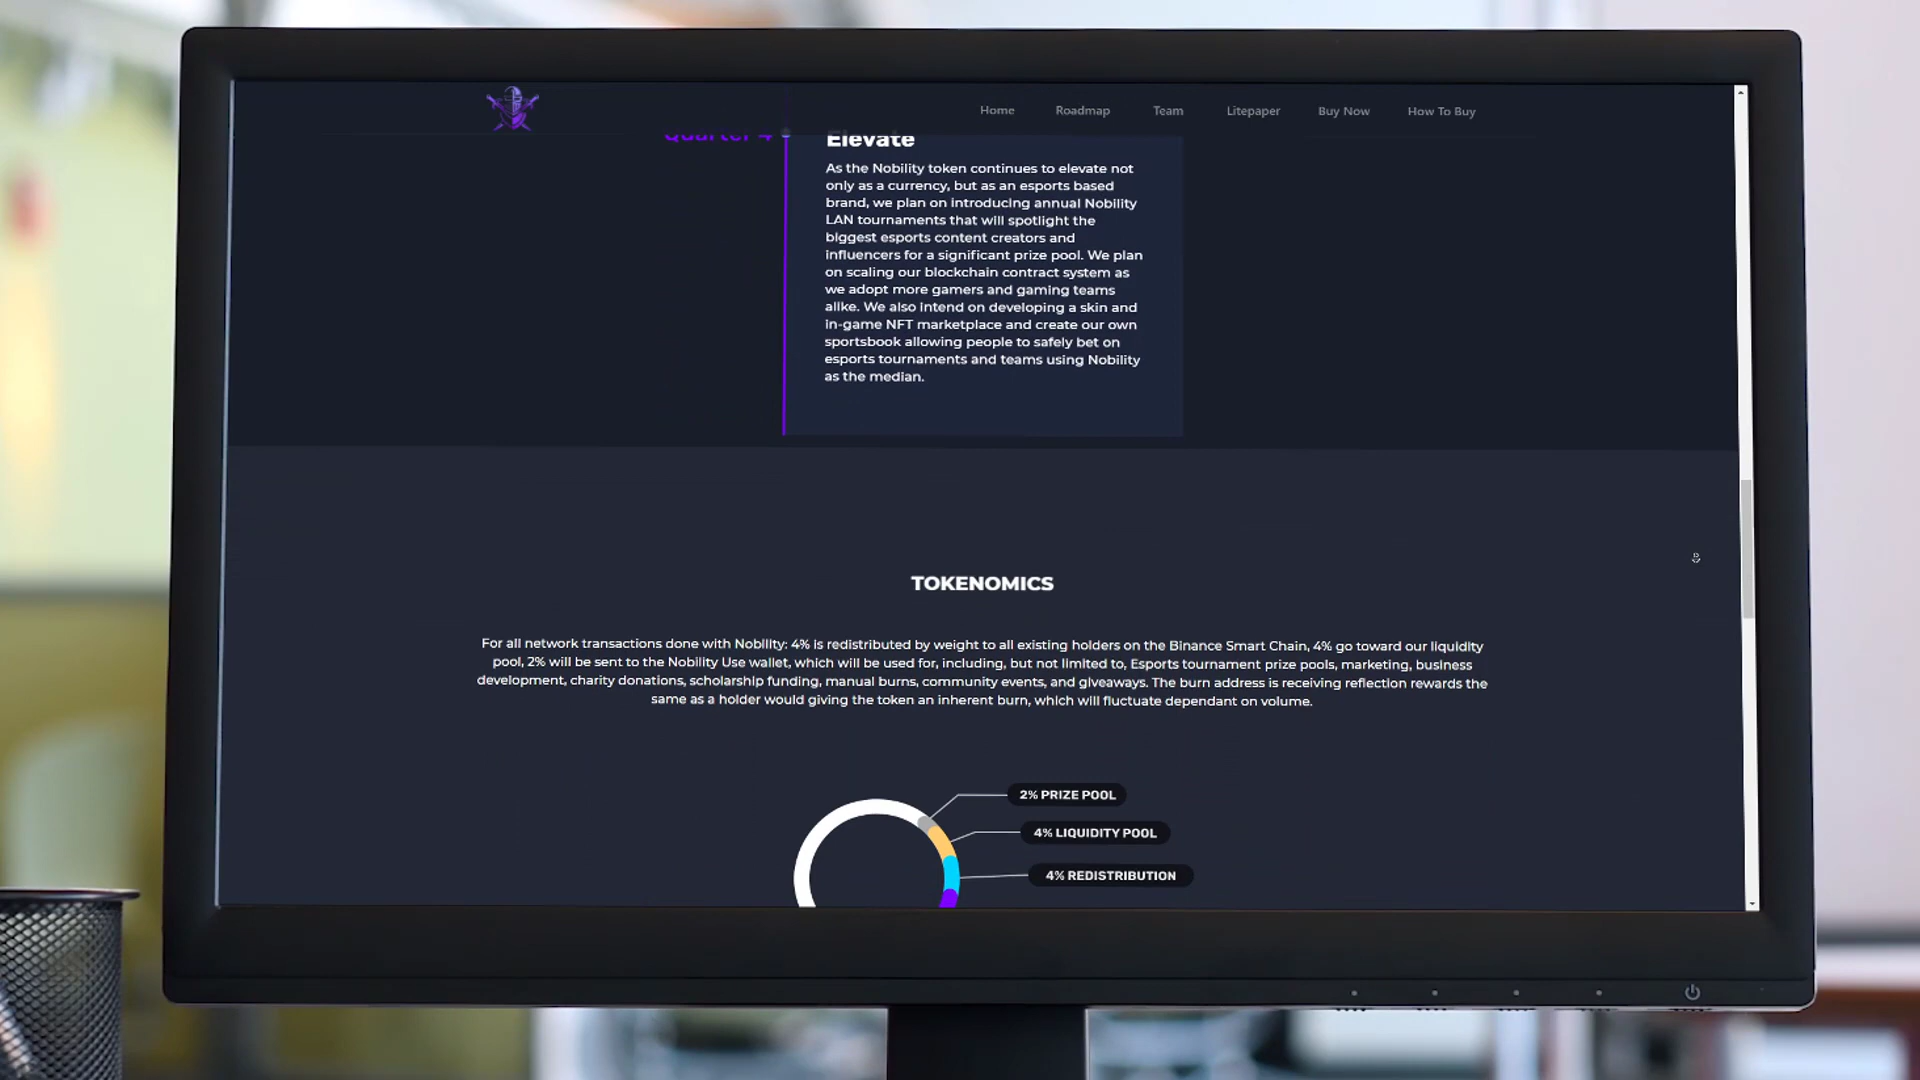 Home Roadmap Team Litepaper Buy Now How To Buy
Quarter 4
Elevate
As the Nobility token continues to elevate not
only as a currency, but as an esports based
brand, we plan on introducing annual Nobility
LAN tournaments that will spotlight the
biggest esports content creators and
influencers for a significant prize pool. We plan
on scaling our blockchain contract system as
we adopt more gamers and gaming teams
alike. We also intend on developing a skin and
in-game NFT marketplace and create our own
sportsbook allowing people to safely bet on
esports tournaments and teams using Nobility
as the median.
TOKENOMICS
For all network transactions done with Nobility: 4% is redistributed by weight to all existing holders on the Binance Smart Chain, 4% go toward our liquidity
pool, 2% will be sent to the Nobility Use wallet, which will be used for, including, but not limited to, Esports tournament prize pools, marketing, business
development, charity donations, scholarship funding, manual burns, community events, and giveaways. The burn address is receiving reflection rewards the
same as a holder would giving the token an inherent burn, which will fluctuate dependant on volume.
2% PRIZE POOL
4% LIQUIDITY POOL
4% REDISTRIBUTION